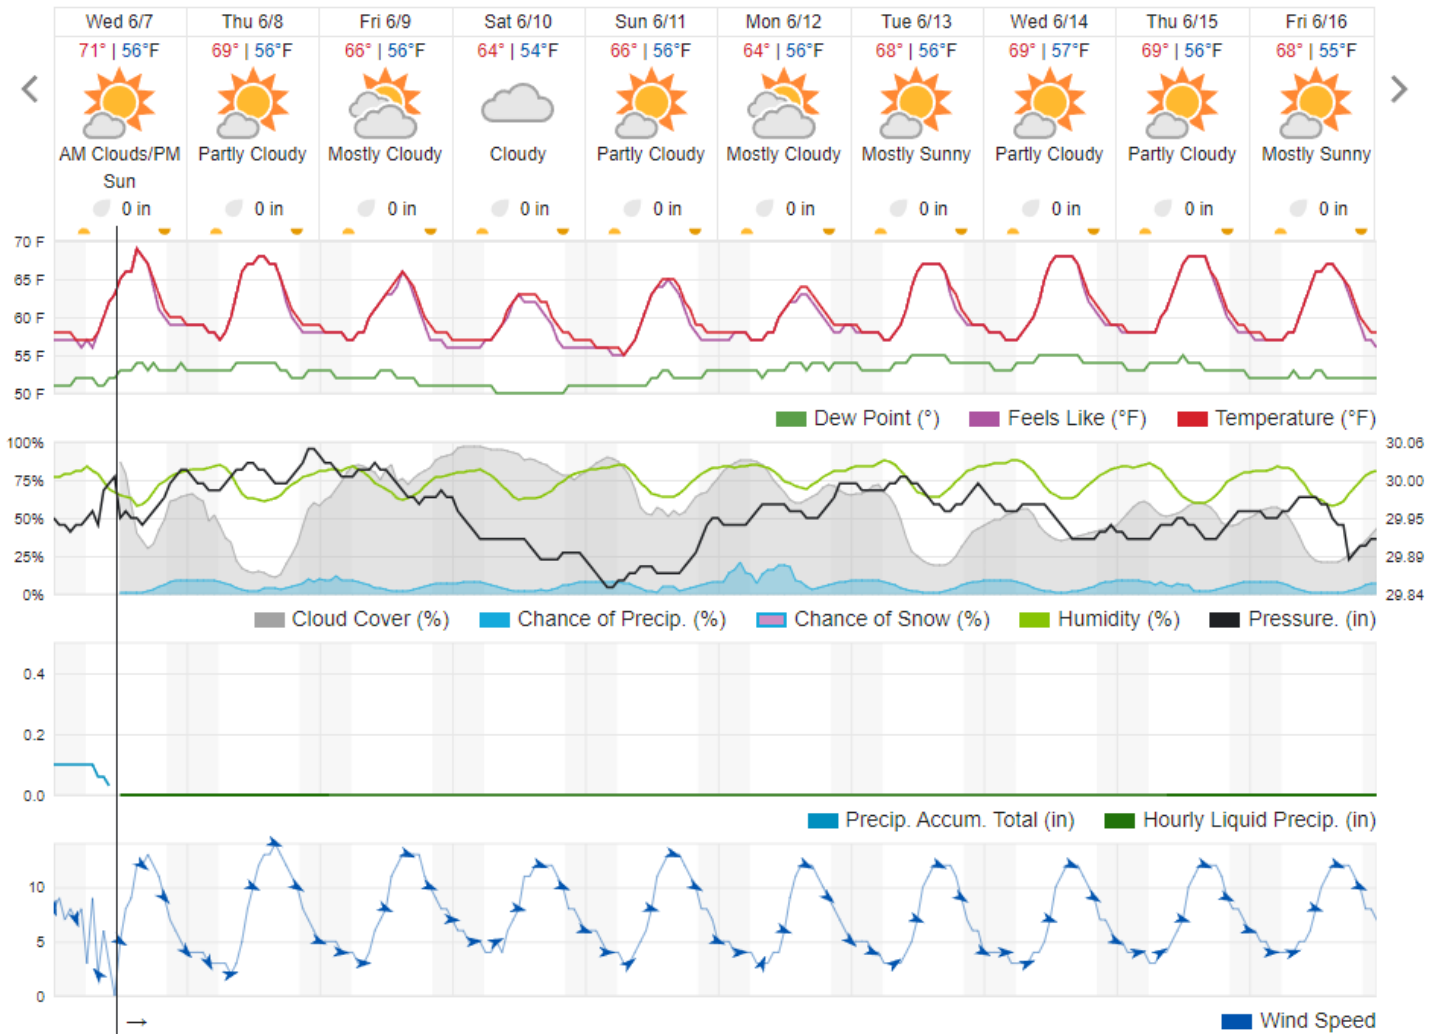 Wed 6/7 Thu 6/8 Fri 6/9 Sat 6/10 Sun 6/11 Mon 6/12 Tue 6/13 Wed 6/14 Thu 6/15 Fri 6/16
71° | 56°F 69° | 56°F 66° | 56°F 64° | 54°F 66° | 56°F 64° | 56°F 68° | 56°F 69° | 57°F 69° | 56°F 68° | 55°F
AM Clouds/PM Partly Cloudy Mostly Cloudy Cloudy Partly Cloudy Mostly Cloudy Mostly Sunny Partly Cloudy Partly Cloudy Mostly Sunny
Sun
0 in 0 in 0 in 0 in 0 in 0 in 0 in 0 in 0 in 0 in
70 F
65 F
60 F
55 F
50 F
Dew Point (°) Feels Like (°F) Temperature (°F)
100% 30.06
75% 30.00
50% 29.95
25% 29.89
0% 29.84
Cloud Cover (%) Chance of Precip. (%) Chance of Snow (%) Humidity (%) Pressure. (in)
0.4
0.2
0.0
Precip. Accum. Total (in) Hourly Liquid Precip. (in)
10
5
0
→
Wind Speed